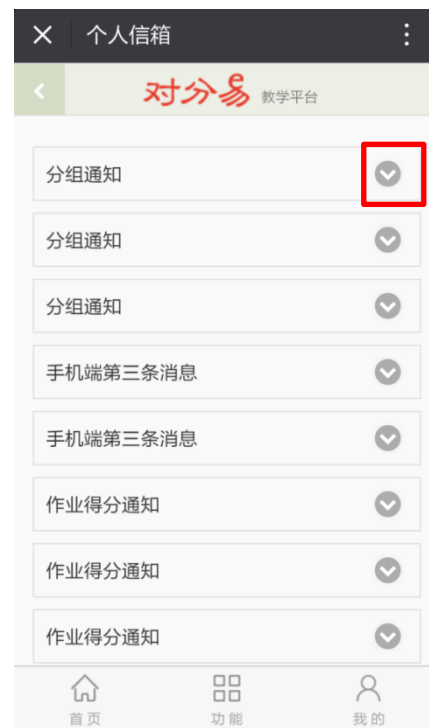 个人信箱
对分易 教学平台
分组通知
分组通知
分组通知
手机端第三条消息
手机端第三条消息
作业得分通知
作业得分通知
作业得分通知
首页 功能 我的